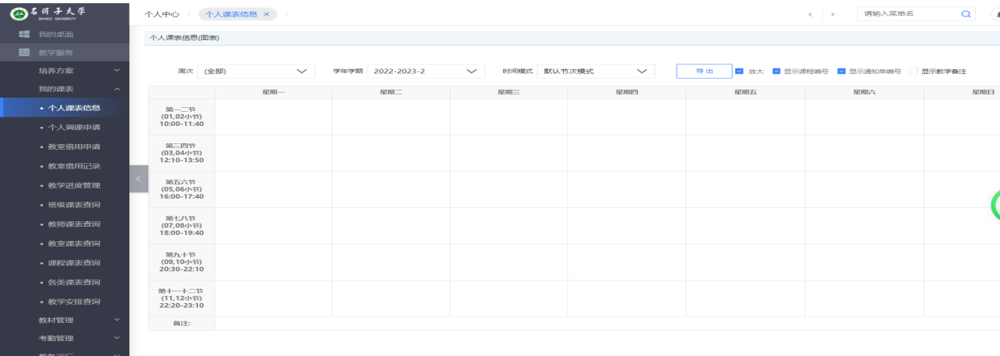 石河子大学
SHIHEZI UNIVERSITY
个人中心
个人课表信息 ×
请输入菜单名
我的桌面
教学服务
培养方案
我的课表
个人课表信息
个人调课申请
教室借用申请
教室借用记录
教学进度管理
班级课表查询
教师课表查询
教室课表查询
课程课表查询
各类课表查询
教学安排查询
教材管理
考勤管理
个人课表信息(图表)
周次 (全部) 学年学期 2022-2023-2 时间模式 默认节次模式 导出 放大 显示课程编号 显示通知单编号 显示教学备注
星期一 星期二 星期三 星期四 星期五 星期六 星期日
第一二节
(01,02小节)
10:00-11:40
第三四节
(03,04小节)
12:10-13:50
第五六节
(05,06小节)
16:00-17:40
第七八节
(07,08小节)
18:00-19:40
第九十节
(09,10小节)
20:30-22:10
第十一十二节
(11,12小节)
22:20-23:10
备注: